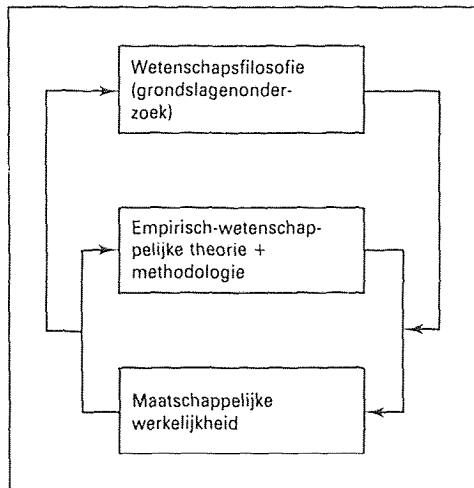 Wetenschapsfilosofie
(grondslagenonder-
zoek)
Empirisch-wetenschap-
pelijke theorie +
methodologie
Maatschappelijke
werkelijkheid